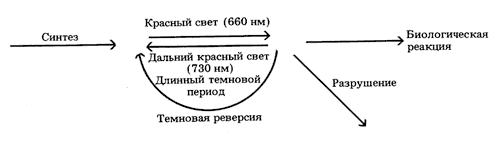 Красный свет (660 нм)
Синтез
Биологическая
реакция
Дальний красный свет
(730 нм)
Длинный темновой
период
Разрушение
Темновая реверсия